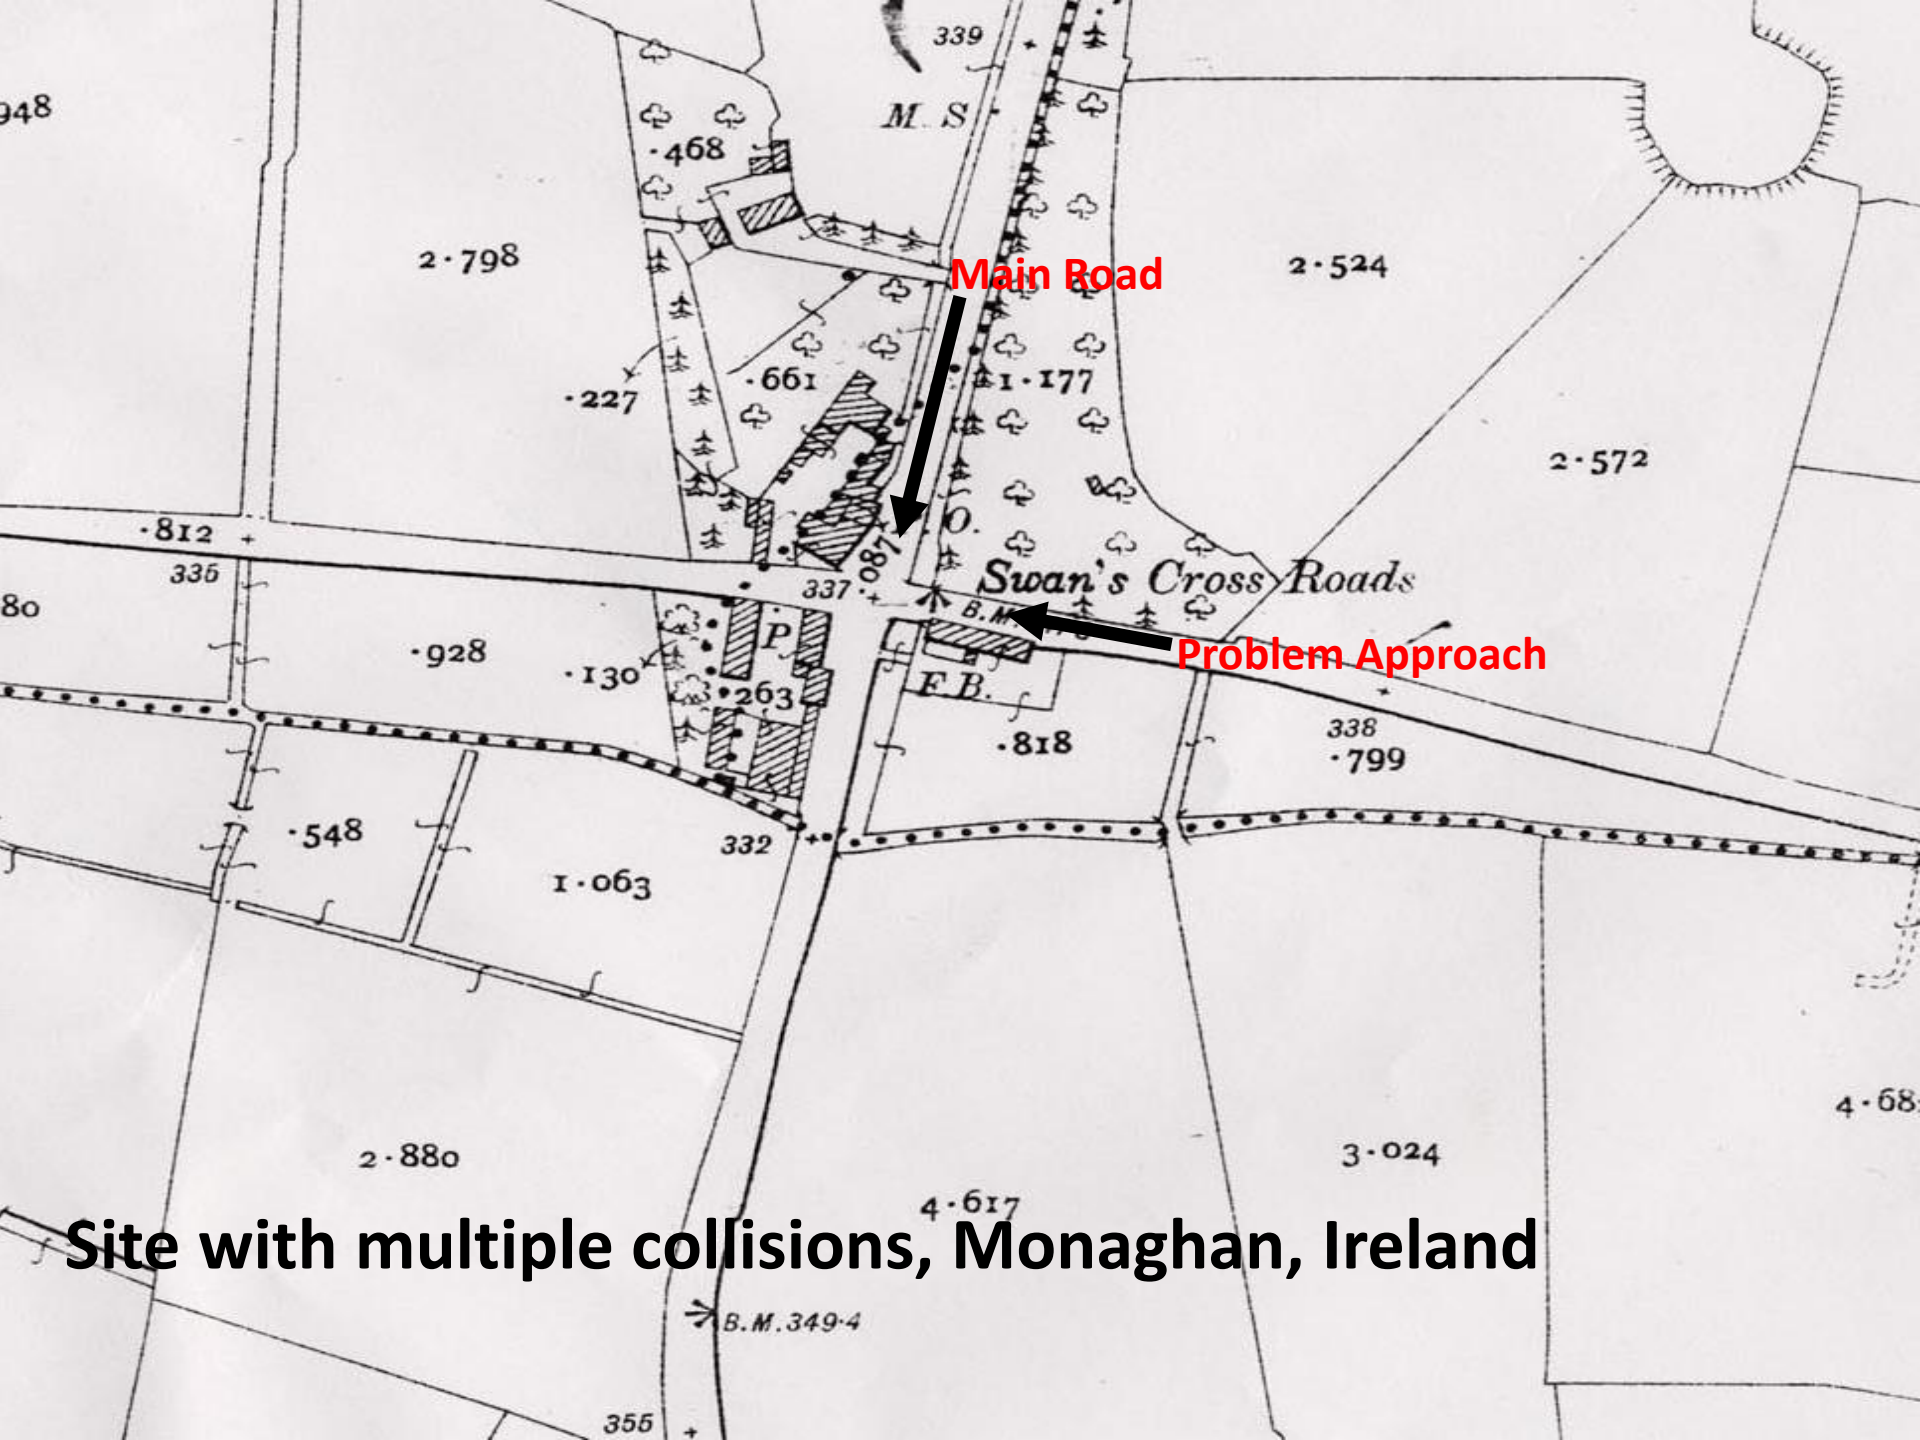 339
M. S
·468
2·798
2·524
Main Road
·661
1·177
·227
2·572
O.
·812
·087
335
337
Swan's Cross Roads
B.M.
80
P.
Problem Approach
·928
·130
·263
F.B.
·818
338
·799
332
·548
1·063
4·68
2·880
3·024
4·617
Site with multiple collisions, Monaghan, Ireland
B.M.349·4
355